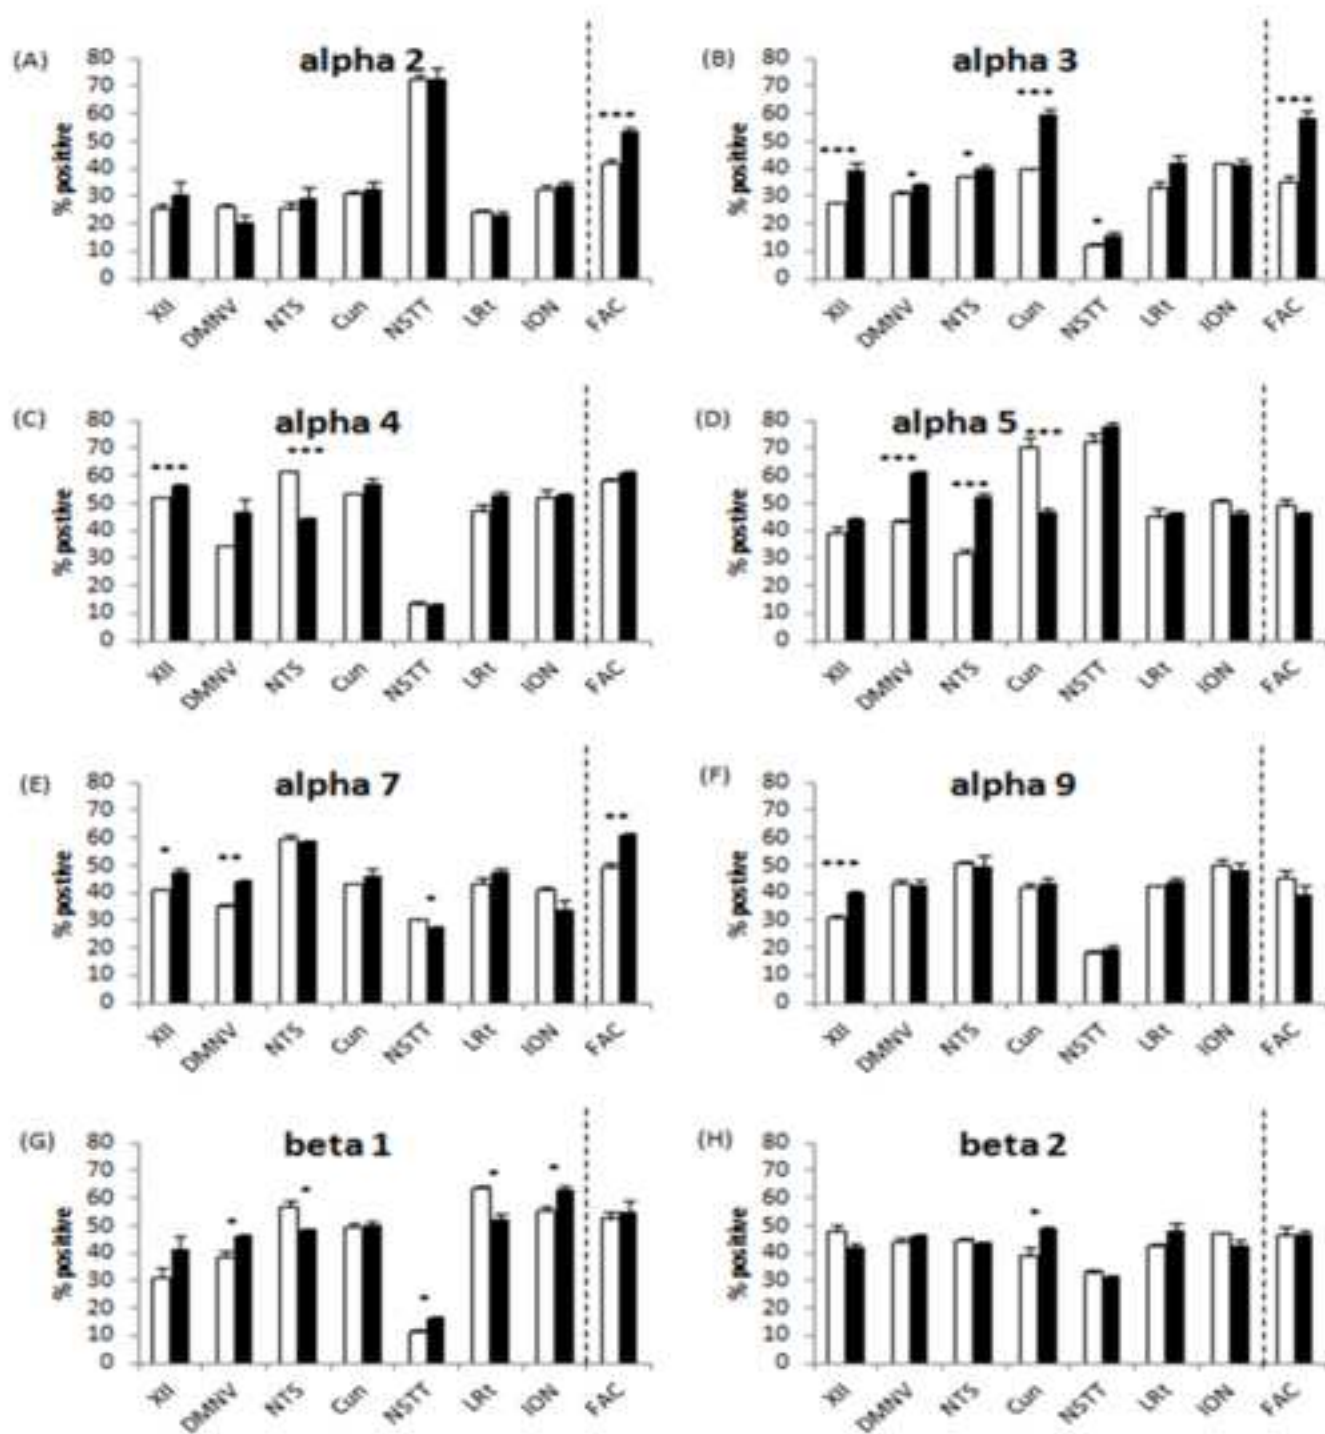 (A) alpha 2
% positive
80
70
60
50
40
30
20
10
0
***
XII DMNV NTS Cun NSTT LRt ION FAC
(B) alpha 3
% positive
80
70
60
50
40
30
20
10
0
*** * * *** * ***
XII DMNV NTS Cun NSTT LRt ION FAC
(C) alpha 4
% positive
80
70
60
50
40
30
20
10
0
*** ***
XII DMNV NTS Cun NSTT LRt ION FAC
(D) alpha 5
% positive
80
70
60
50
40
30
20
10
0
*** *** ***
XII DMNV NTS Cun NSTT LRt ION FAC
(E) alpha 7
% positive
80
70
60
50
40
30
20
10
0
* ** * **
XII DMNV NTS Cun NSTT LRt ION FAC
(F) alpha 9
% positive
80
70
60
50
40
30
20
10
0
***
XII DMNV NTS Cun NSTT LRt ION FAC
(G) beta 1
% positive
80
70
60
50
40
30
20
10
0
* * * * *
XII DMNV NTS Cun NSTT LRt ION FAC
(H) beta 2
% positive
80
70
60
50
40
30
20
10
0
*
XII DMNV NTS Cun NSTT LRt ION FAC